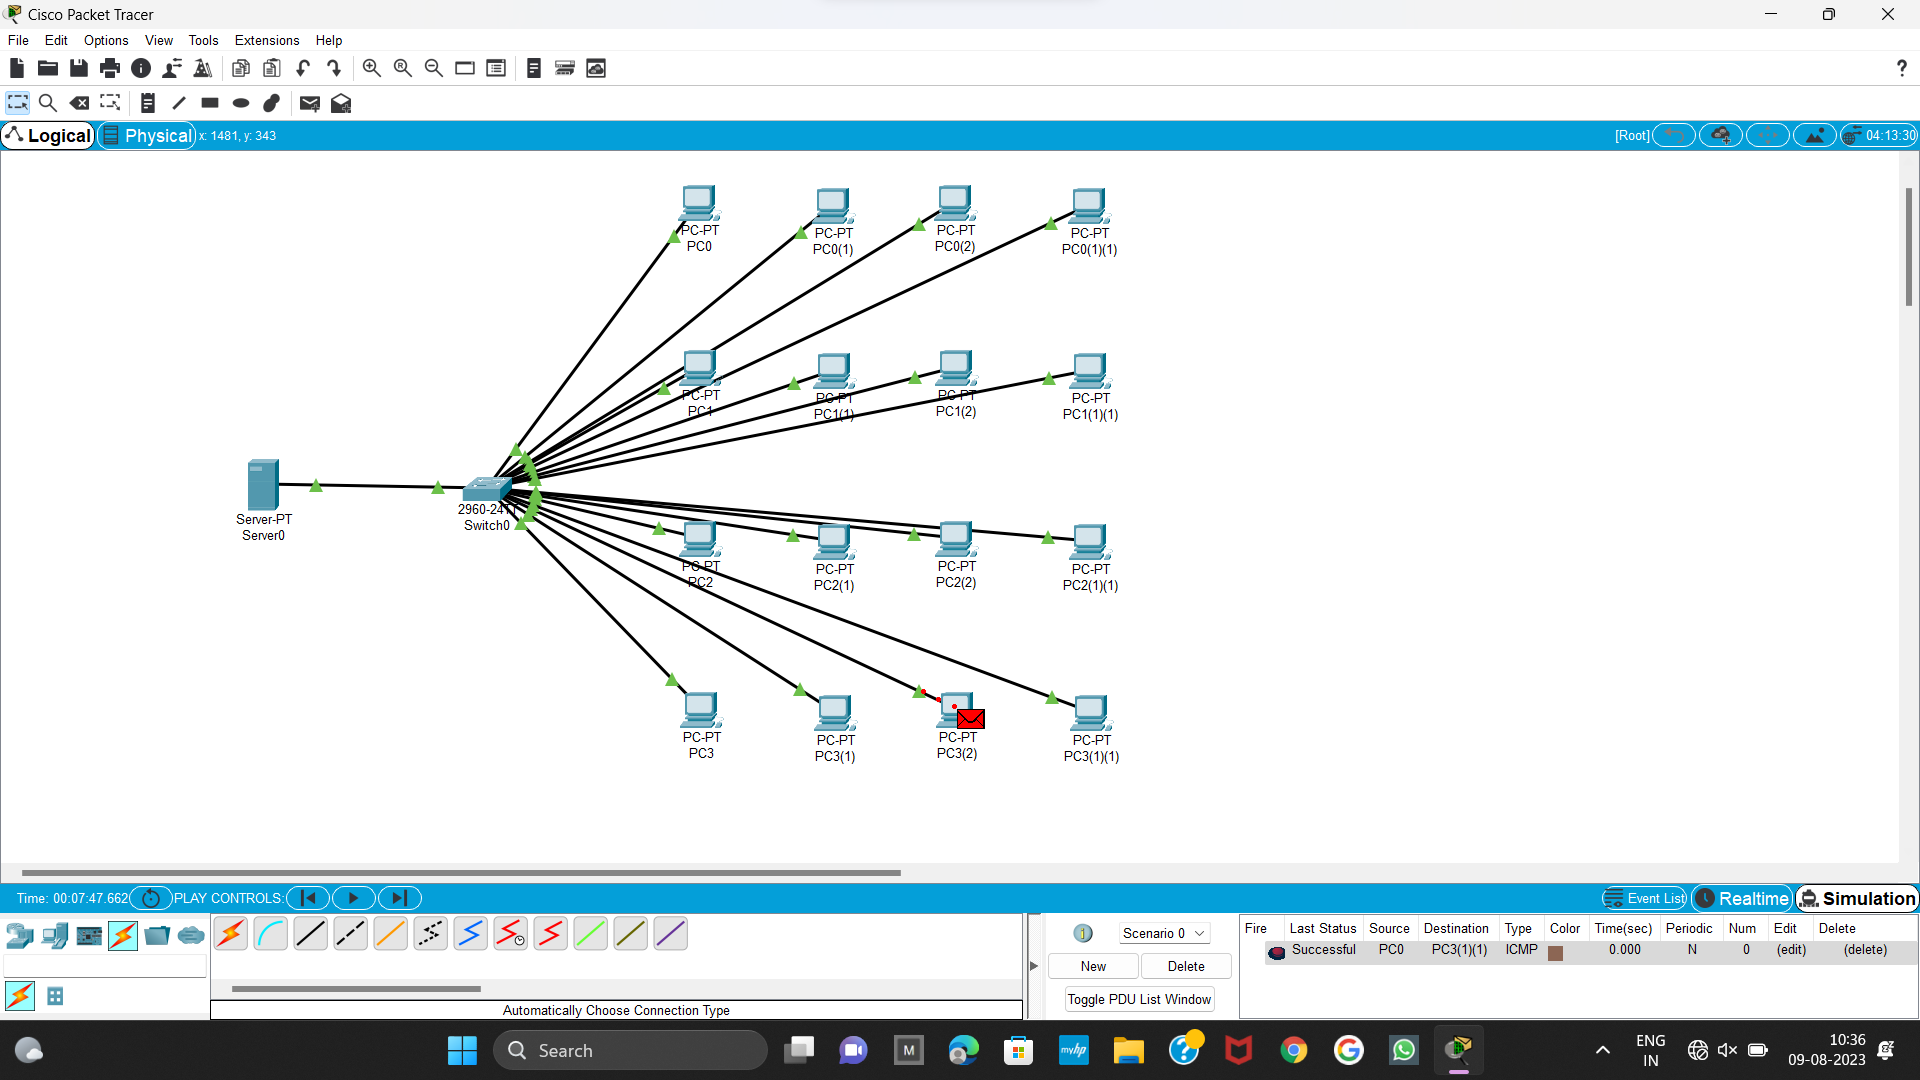 Cisco Packet Tracer
File Edit Options View Tools Extensions Help
Logical Physical x: 1481, y: 343 [Root] 04:13:30
PC-PT
PC0
PC-PT
PC0(1)
PC-PT
PC0(2)
PC-PT
PC0(1)(1)
PC-PT
PC1
PC-PT
PC1(1)
PC-PT
PC1(2)
PC-PT
PC1(1)(1)
Server-PT
Server0
2960-24TT
Switch0
PC-PT
PC2
PC-PT
PC2(1)
PC-PT
PC2(2)
PC-PT
PC2(1)(1)
PC-PT
PC3
PC-PT
PC3(1)
PC-PT
PC3(2)
PC-PT
PC3(1)(1)
Time: 00:07:47.662 PLAY CONTROLS: Event List Realtime Simulation
Scenario 0
New Delete
Toggle PDU List Window
Fire Last Status Source Destination Type Color Time(sec) Periodic Num Edit Delete
Successful PC0 PC3(1)(1) ICMP 0.000 N 0 (edit) (delete)
Automatically Choose Connection Type
Search
M
myhp
ENG
IN
10:36
09-08-2023